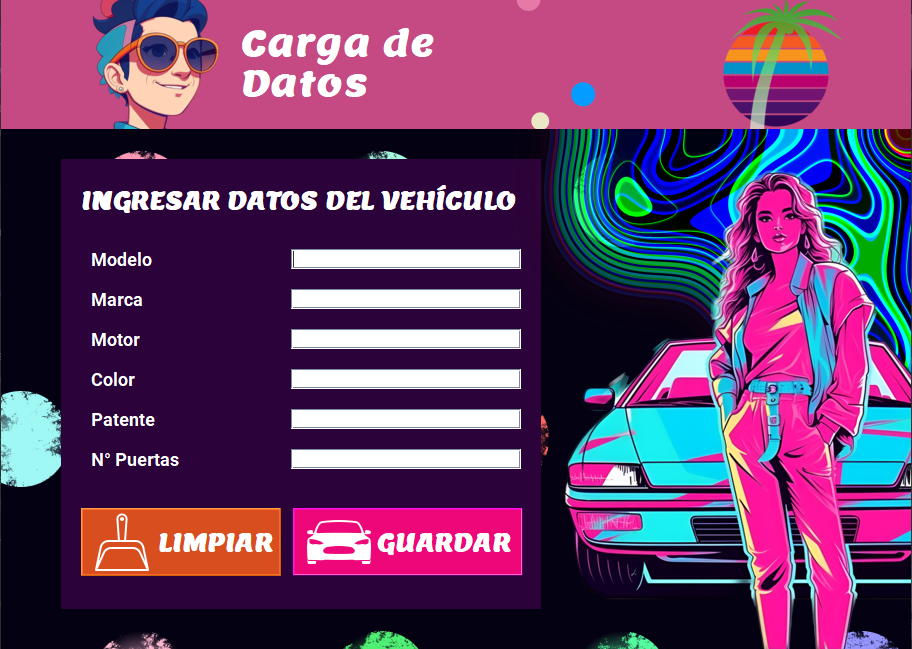 Carga de
Datos
INGRESAR DATOS DEL VEHÍCULO
Modelo
Marca
Motor
Color
Patente
N° Puertas
LIMPIAR
GUARDAR